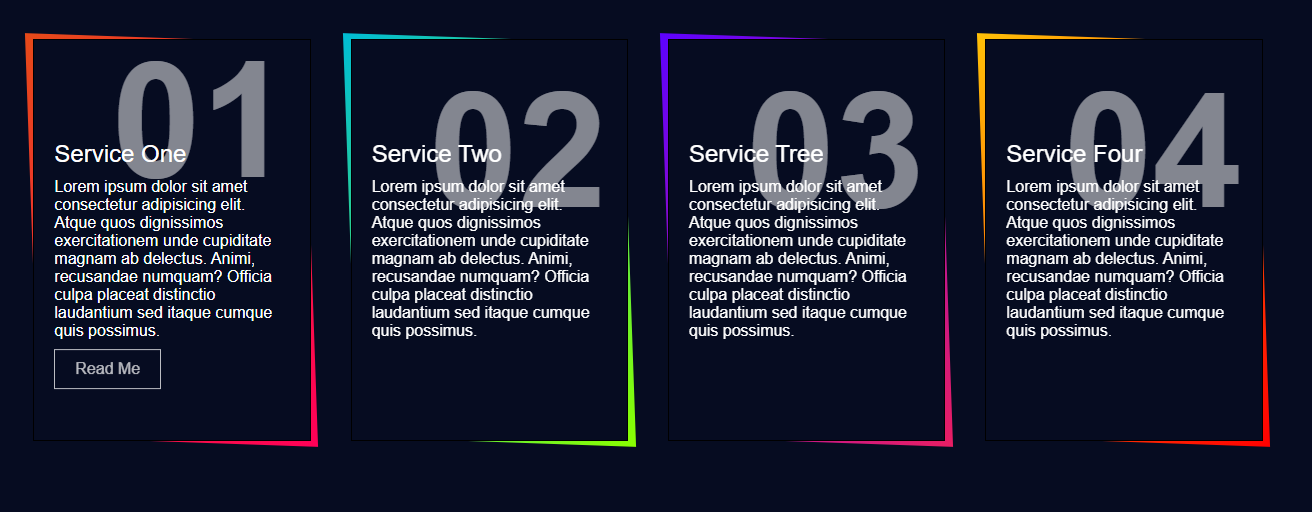 01
Service One
Lorem ipsum dolor sit amet
consectetur adipisicing elit.
Atque quos dignissimos
exercitationem unde cupiditate
magnam ab delectus. Animi,
recusandae numquam? Officia
culpa placeat distinctio
laudantium sed itaque cumque
quis possimus.
Read Me
02
Service Two
Lorem ipsum dolor sit amet
consectetur adipisicing elit.
Atque quos dignissimos
exercitationem unde cupiditate
magnam ab delectus. Animi,
recusandae numquam? Officia
culpa placeat distinctio
laudantium sed itaque cumque
quis possimus.
03
Service Tree
Lorem ipsum dolor sit amet
consectetur adipisicing elit.
Atque quos dignissimos
exercitationem unde cupiditate
magnam ab delectus. Animi,
recusandae numquam? Officia
culpa placeat distinctio
laudantium sed itaque cumque
quis possimus.
04
Service Four
Lorem ipsum dolor sit amet
consectetur adipisicing elit.
Atque quos dignissimos
exercitationem unde cupiditate
magnam ab delectus. Animi,
recusandae numquam? Officia
culpa placeat distinctio
laudantium sed itaque cumque
quis possimus.